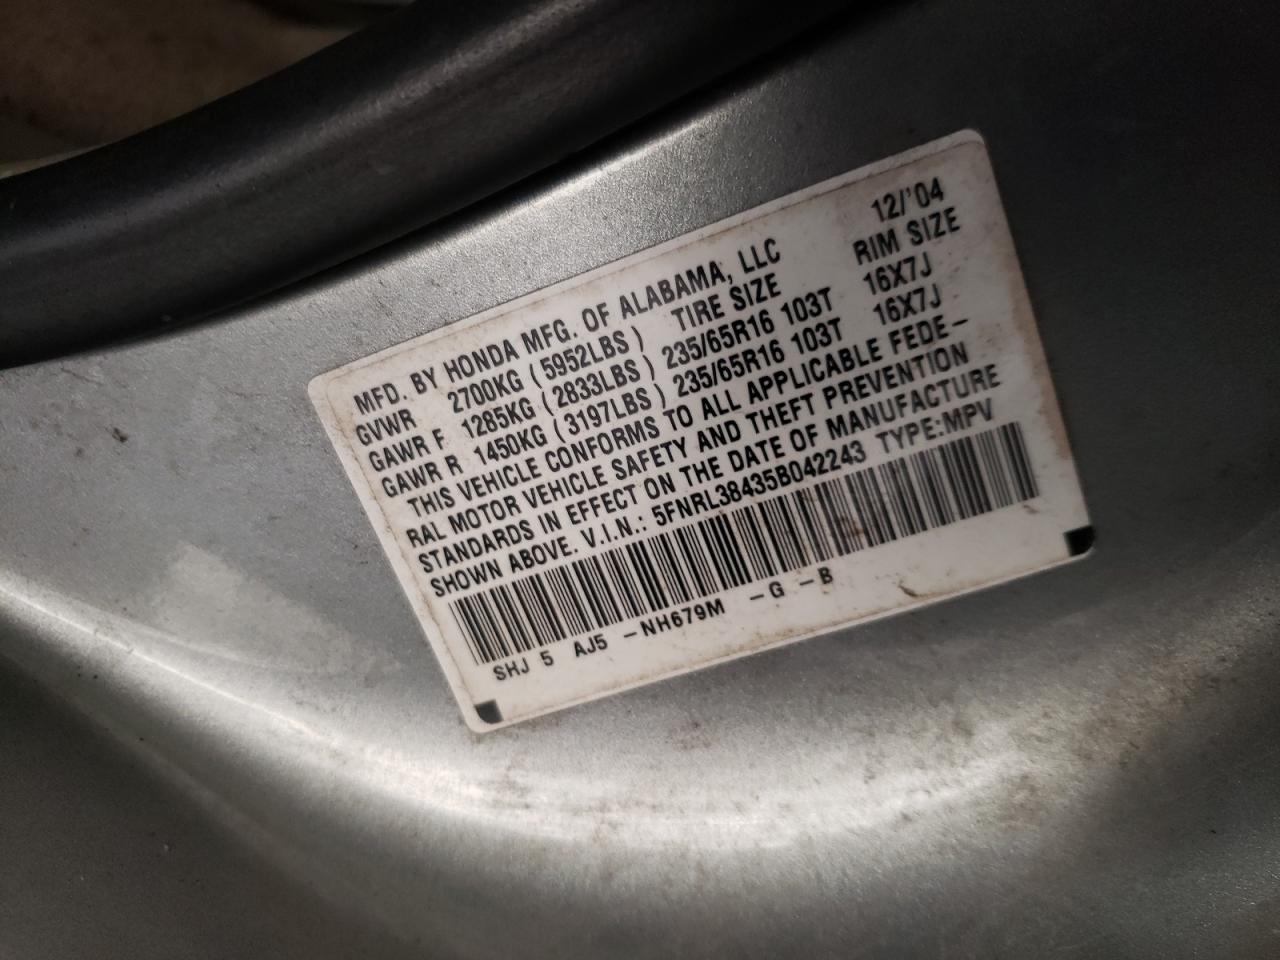 MFD. BY HONDA MFG. OF ALABAMA, LLC 12/'04
GVWR 2700KG (5952LBS) TIRE SIZE RIM SIZE
GAWR F 1285KG (2833LBS) 235/65R16 103T 16X7J
GAWR R 1450KG (3197LBS) 235/65R16 103T 16X7J
THIS VEHICLE CONFORMS TO ALL APPLICABLE FEDE-
RAL MOTOR VEHICLE SAFETY AND THEFT PREVENTION
STANDARDS IN EFFECT ON THE DATE OF MANUFACTURE
SHOWN ABOVE. V.I.N.: 5FNRL38435B042243 TYPE:MPV
SHJ 5 AJ5 -NH679M -G -B